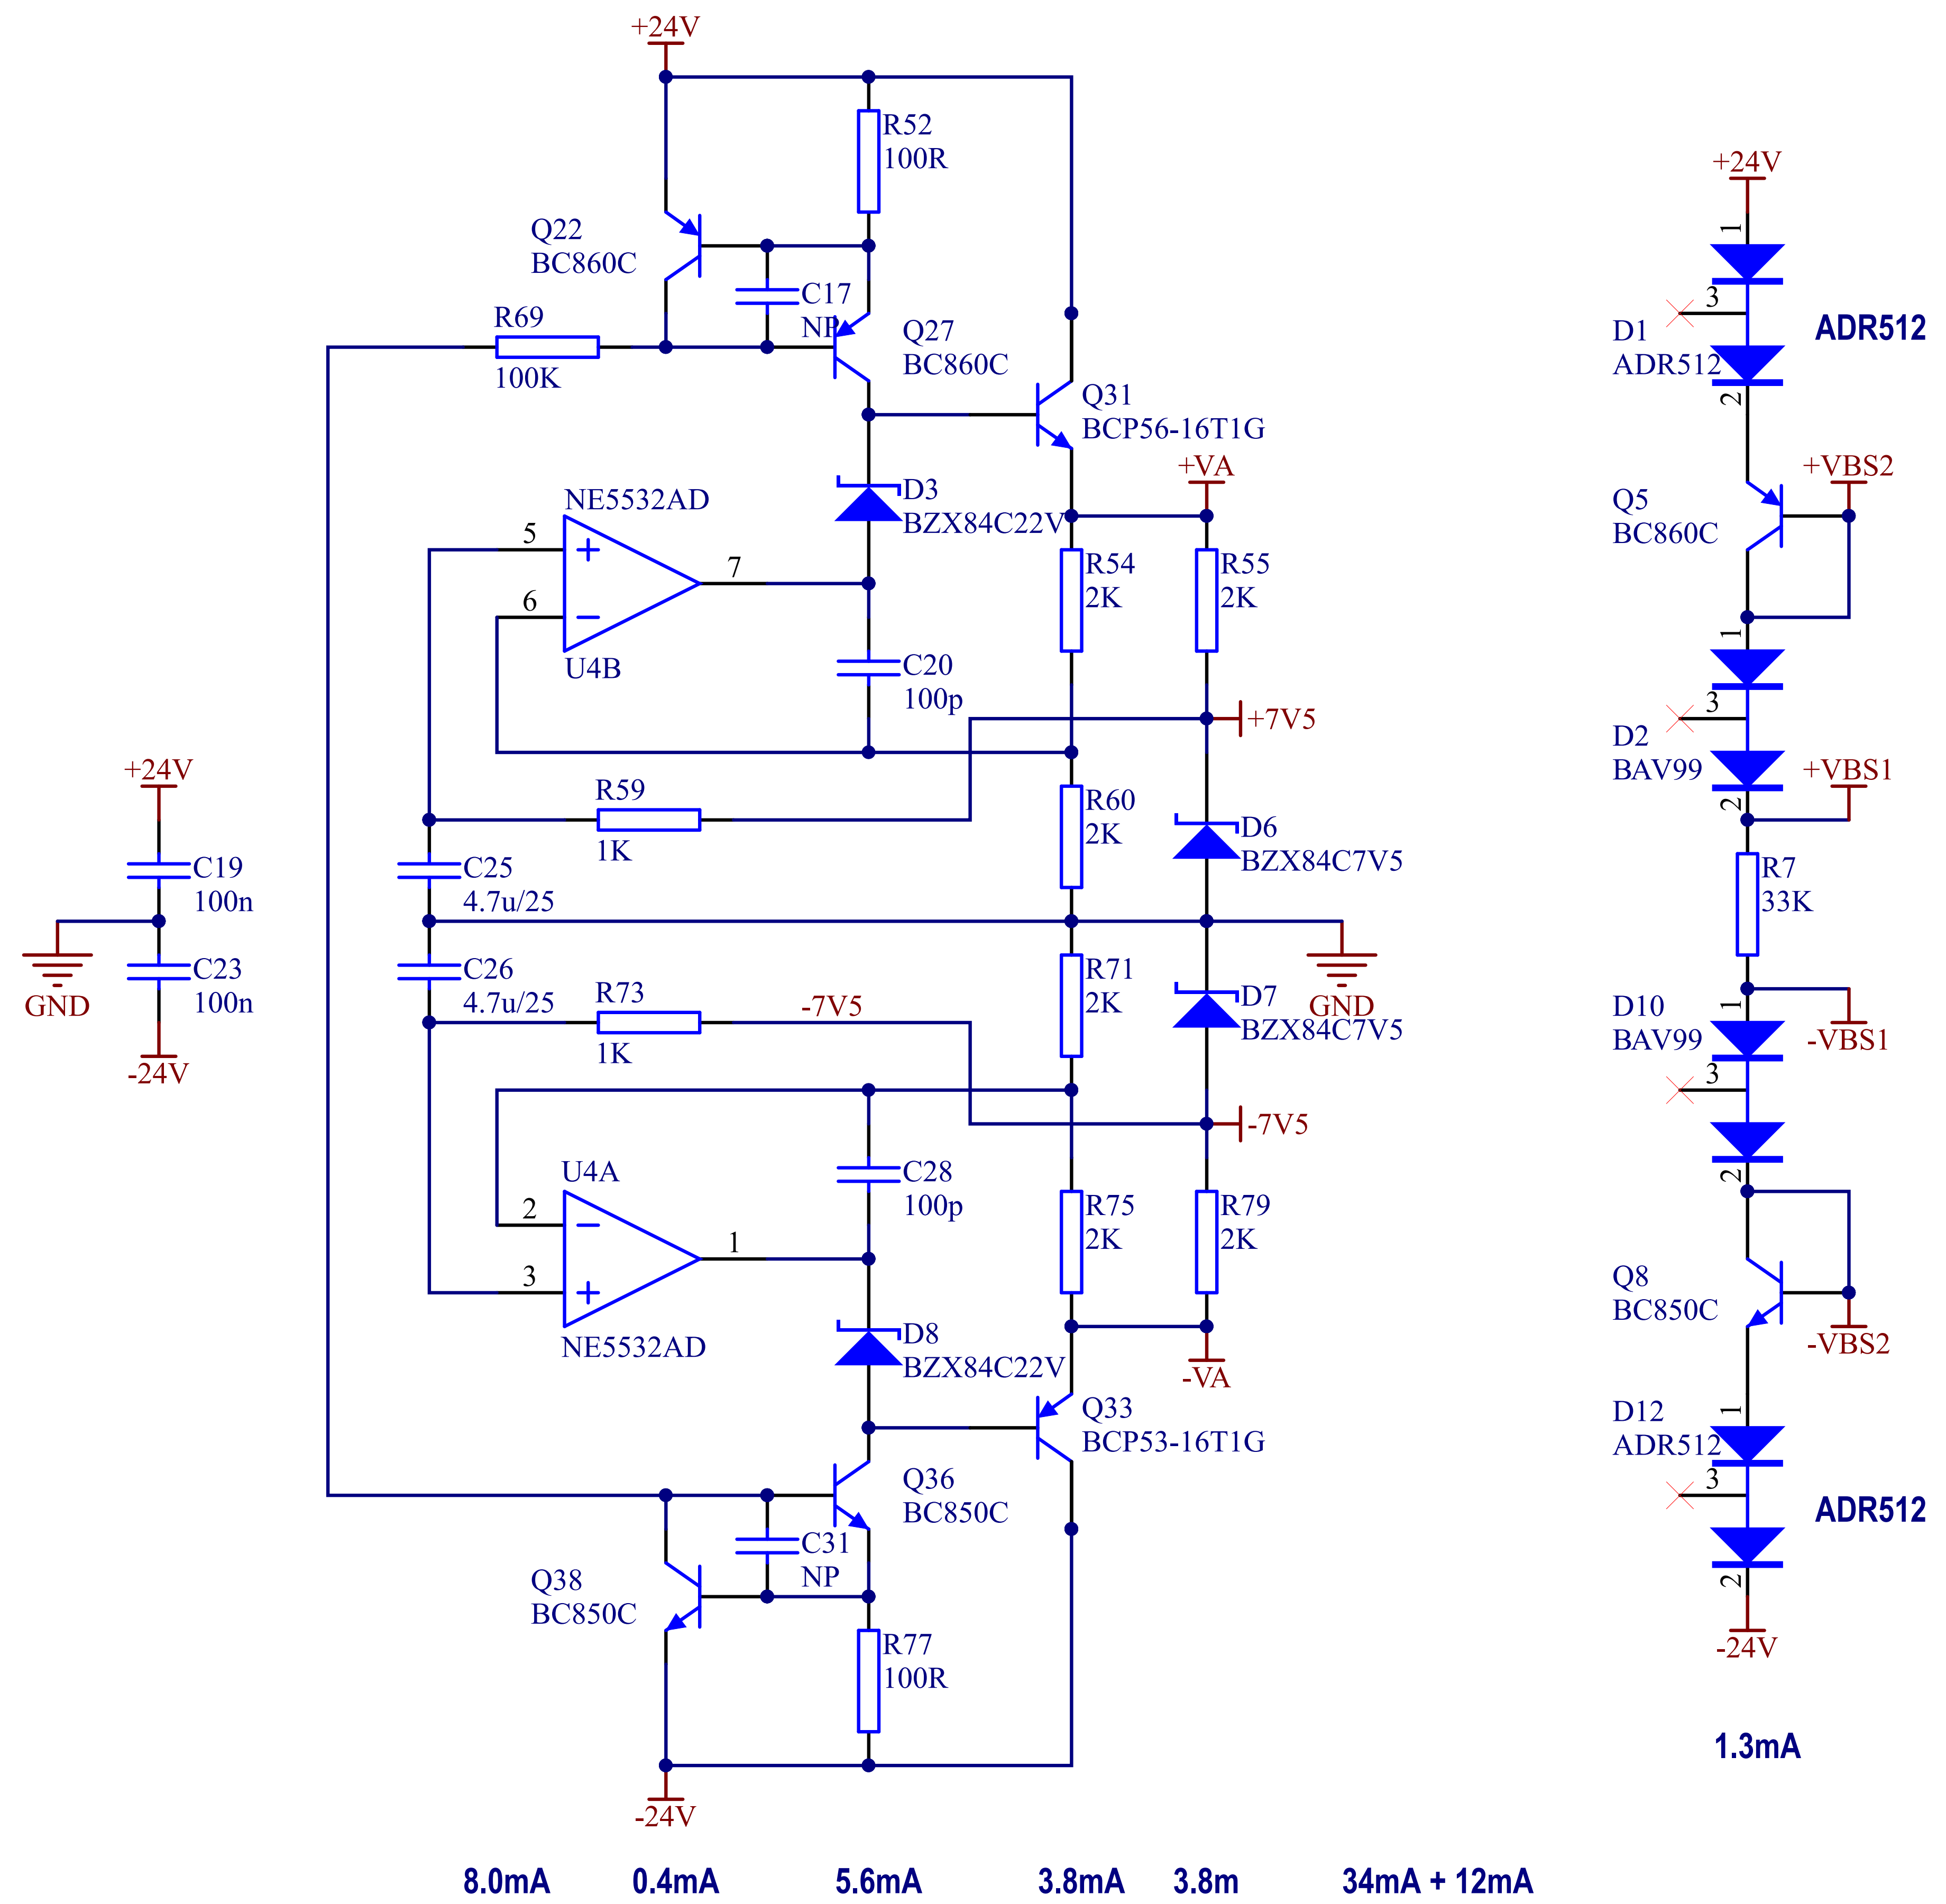 +24V
R52
100R
+24V
1
Q22
BC860C
3
C17
NP
R69
100K
Q27
BC860C
D1
ADR512
ADR512
2
Q31
BCP56-16T1G
+VA
+VBS2
NE5532AD
D3
BZX84C22V
Q5
BC860C
5
7
6
R54
2K
R55
2K
1
U4B
C20
100p
3
+7V5
D2
BAV99
+24V
+VBS1
2
R59
1K
R60
2K
D6
BZX84C7V5
C19
100n
C25
4.7u/25
R7
33K
C23
100n
C26
4.7u/25
R73
1K
-7V5
R71
2K
D7
BZX84C7V5
GND
GND
1
D10
BAV99
-VBS1
-24V
3
-7V5
U4A
C28
100p
2
2
1
3
R75
2K
R79
2K
Q8
BC850C
NE5532AD
D8
BZX84C22V
-VBS2
-VA
Q33
BCP53-16T1G
D12
ADR512
1
3
ADR512
Q36
BC850C
C31
NP
Q38
BC850C
2
R77
100R
-24V
1.3mA
-24V
8.0mA 0.4mA 5.6mA 3.8mA 3.8m 34mA + 12mA